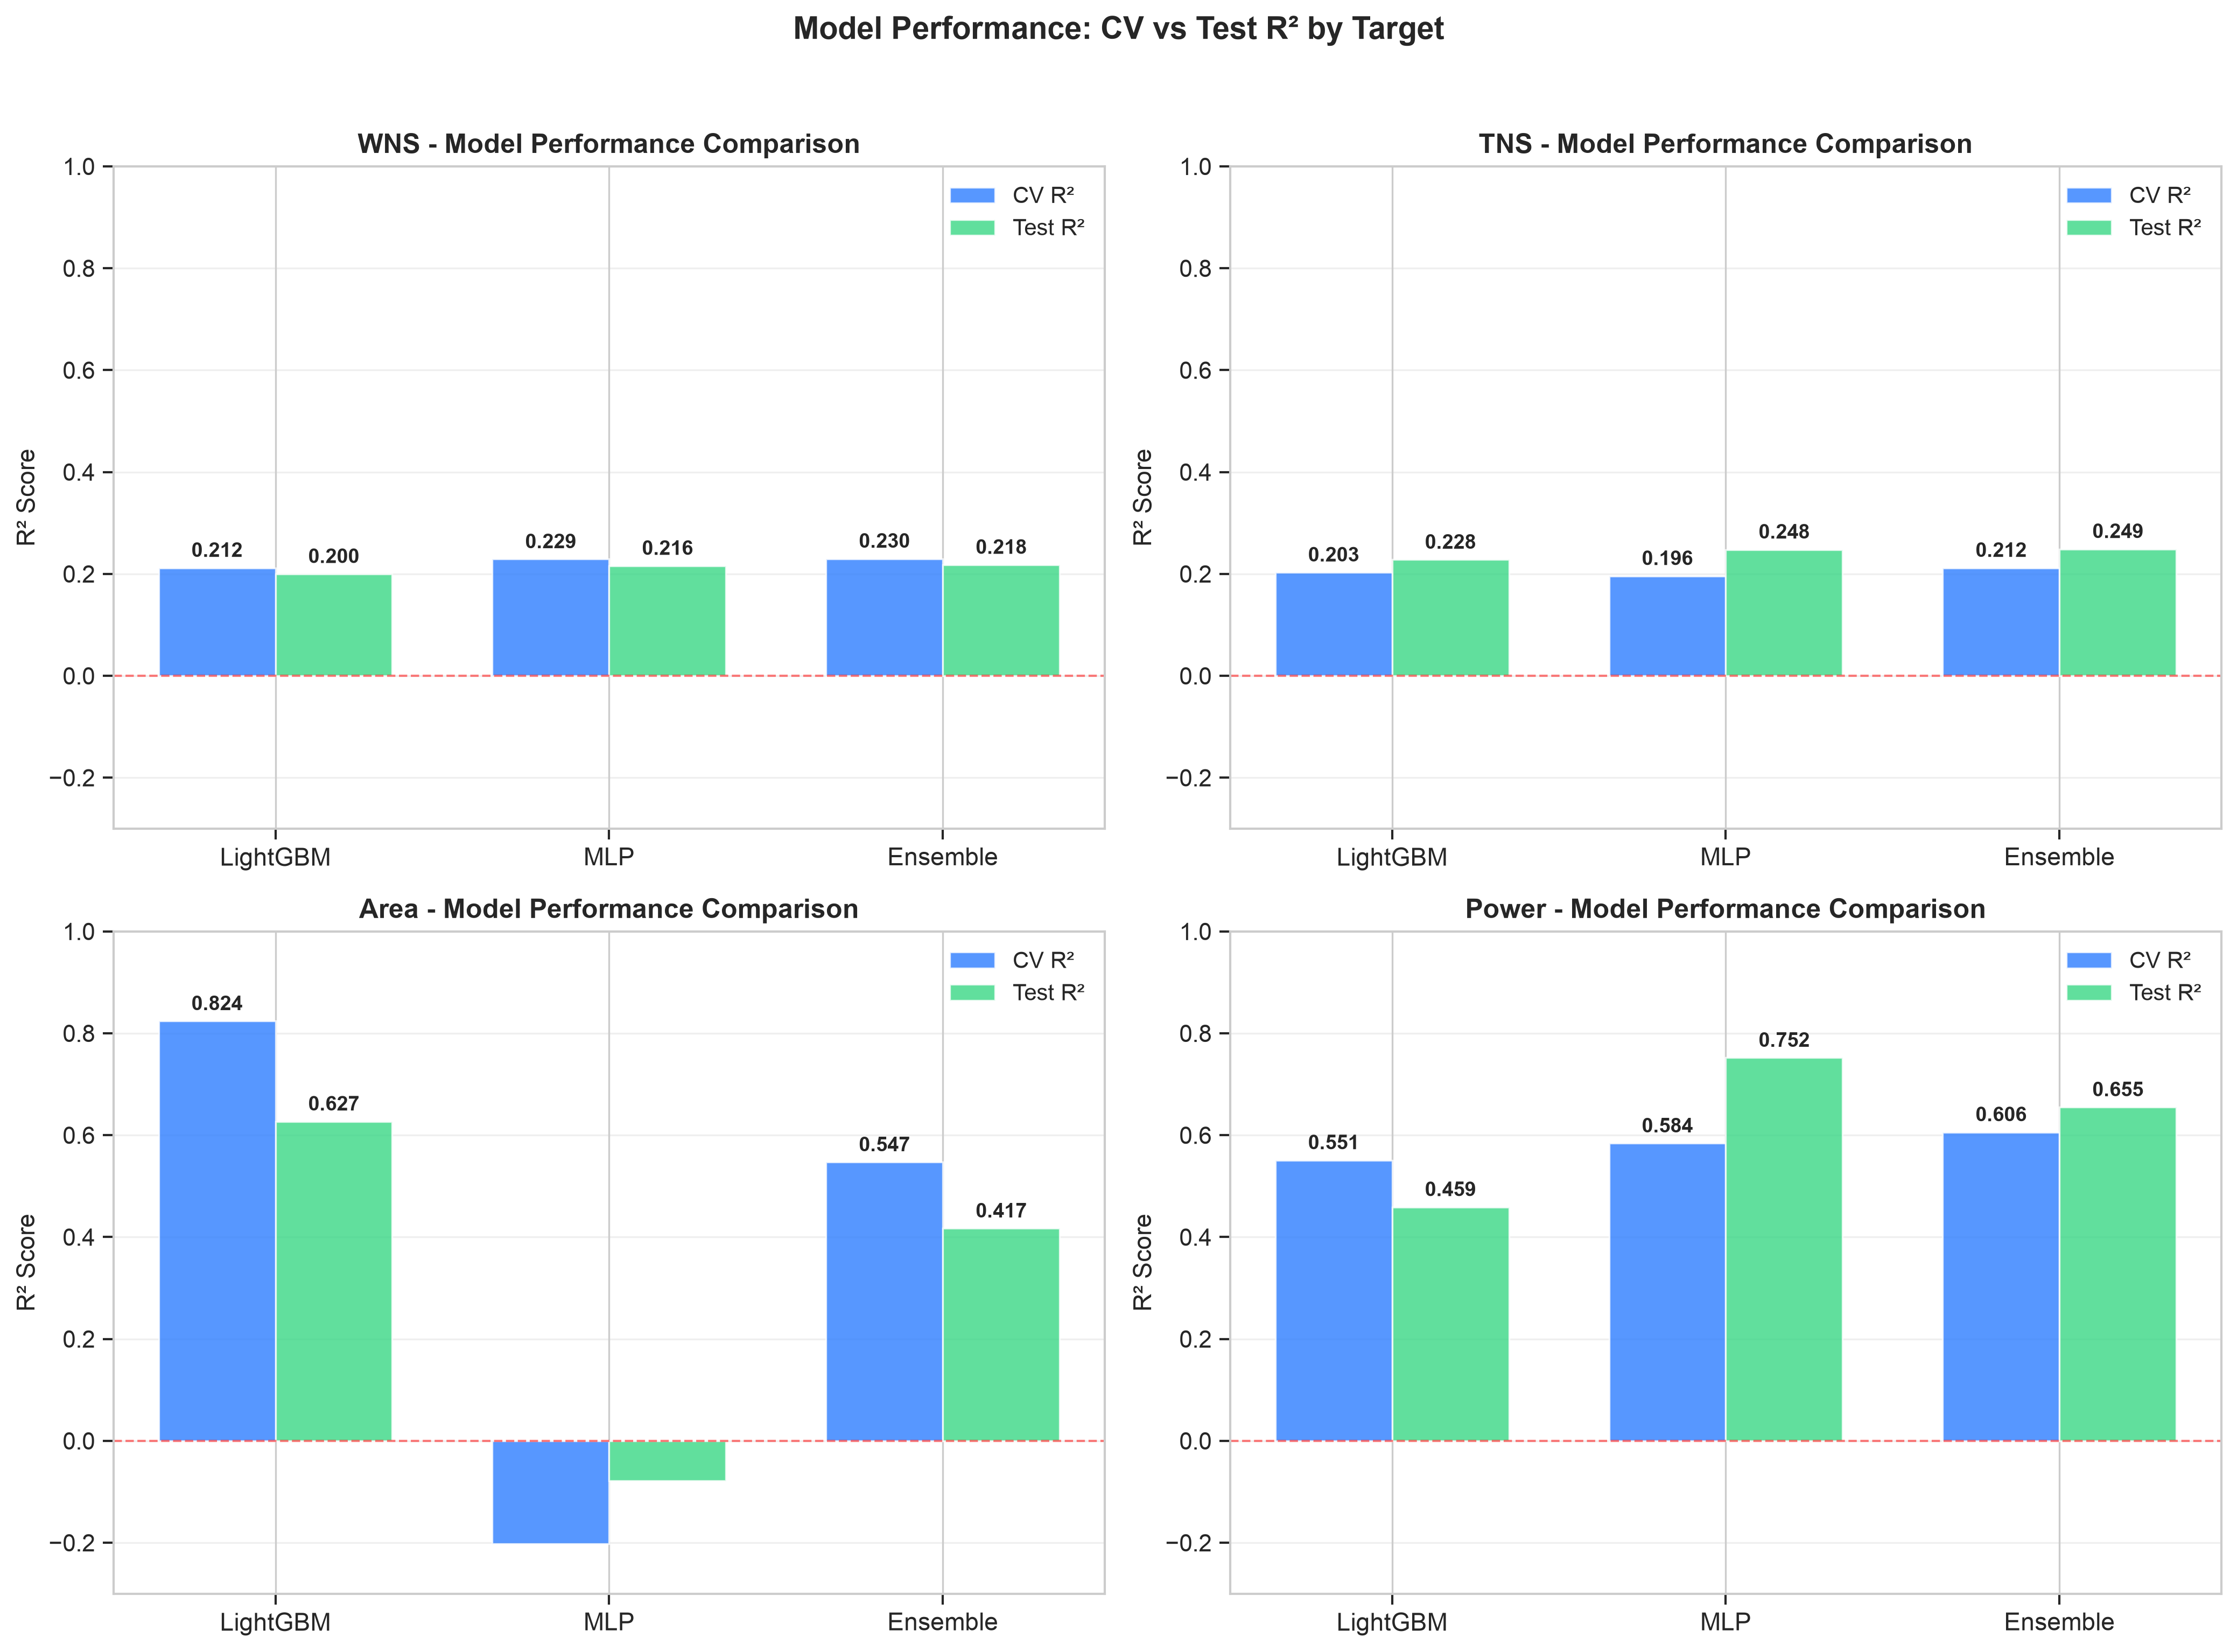 Model Performance: CV vs Test R² by Target
WNS - Model Performance Comparison
1.0
0.8
0.6
0.4
0.2
0.0
−0.2
R² Score
CV R²
Test R²
0.212
0.200
0.229
0.216
0.230
0.218
LightGBM
MLP
Ensemble
TNS - Model Performance Comparison
1.0
0.8
0.6
0.4
0.2
0.0
−0.2
R² Score
CV R²
Test R²
0.203
0.228
0.196
0.248
0.212
0.249
LightGBM
MLP
Ensemble
Area - Model Performance Comparison
1.0
0.8
0.6
0.4
0.2
0.0
−0.2
R² Score
CV R²
Test R²
0.824
0.627
0.547
0.417
LightGBM
MLP
Ensemble
Power - Model Performance Comparison
1.0
0.8
0.6
0.4
0.2
0.0
−0.2
R² Score
CV R²
Test R²
0.551
0.459
0.584
0.752
0.606
0.655
LightGBM
MLP
Ensemble